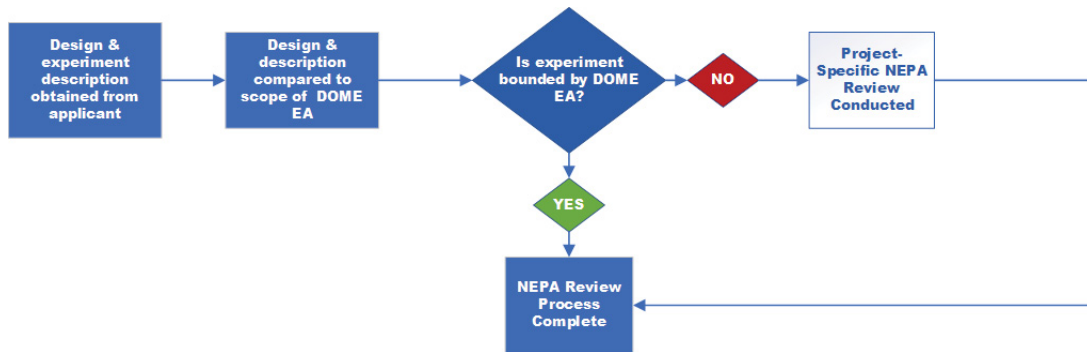 Design &
experiment
description
obtained from
applicant
Design &
description
compared to
scope of DOME
EA
Is experiment
bounded by DOME
EA?
NO
Project-
Specific NEPA
Review
Conducted
YES
NEPA Review
Process
Complete